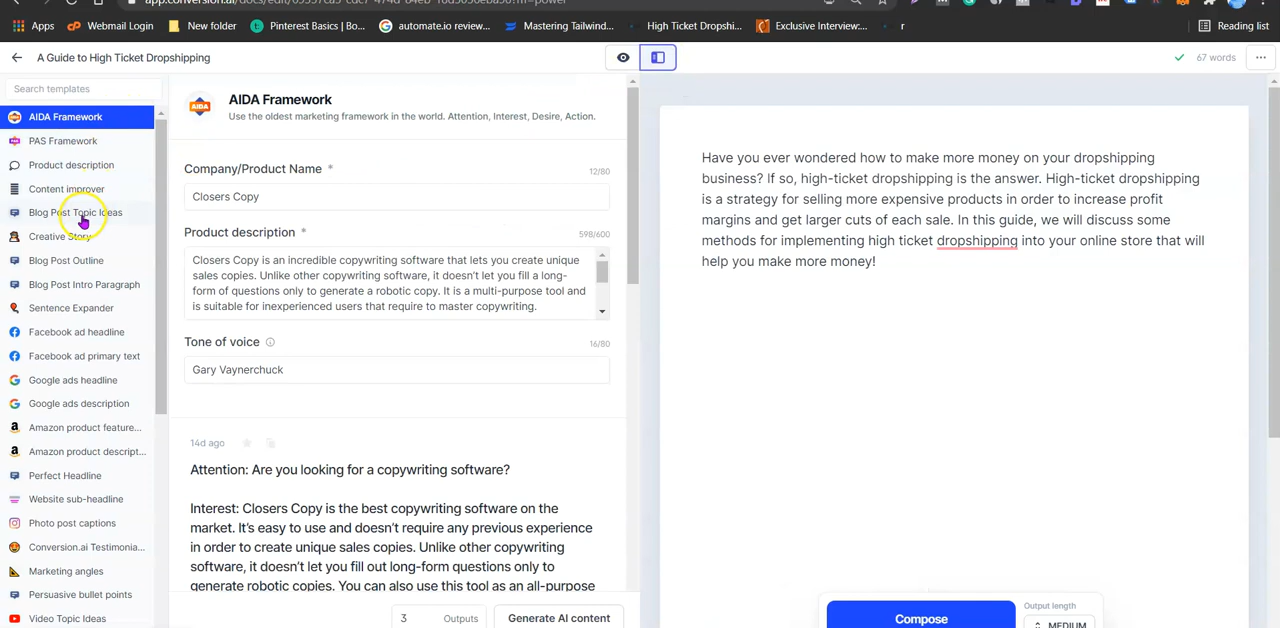 Apps
Webmail Login
New folder
Pinterest Basics |...
automate.io review...
Mastering Tailwind...
High Ticket Dropshi...
Exclusive Interview:...
r
Reading list
A Guide to High Ticket Dropshipping
67 words
Search templates
AIDA Framework
PAS Framework
Product description
Content improver
Blog Post Topic Ideas
Creative Story
Blog Post Outline
Blog Post Intro Paragraph
Sentence Expander
Facebook ad headline
Facebook ad primary text
Google ads headline
Google ads description
Amazon product feature...
Amazon product descript...
Perfect Headline
Website sub-headline
Photo post captions
Conversion.ai Testimonia...
Marketing angles
Persuasive bullet points
Video Topic Ideas
AIDA
AIDA Framework
Use the oldest marketing framework in the world. Attention, Interest, Desire, Action.
Company/Product Name *
12/80
Closers Copy
Product description *
598/600
Closers Copy is an incredible copywriting software that lets you create unique
sales copies. Unlike other copywriting software, it doesn't let you fill a long-
form of questions only to generate a robotic copy. It is a multi-purpose tool and
is suitable for inexperienced users that require to master copywriting.
Tone of voice
16/80
Gary Vaynerchuck
14d ago
Attention: Are you looking for a copywriting software?
Interest: Closers Copy is the best copywriting software on the
market. It's easy to use and doesn't require any previous experience
in order to create unique sales copies. Unlike other copywriting
software, it doesn't let you fill out long-form questions only to
generate robotic copies. You can also use this tool as an all-purpose
3
Outputs
Generate AI content
Have you ever wondered how to make more money on your dropshipping
business? If so, high-ticket dropshipping is the answer. High-ticket dropshipping
is a strategy for selling more expensive products in order to increase profit
margins and get larger cuts of each sale. In this guide, we will discuss some
methods for implementing high ticket dropshipping into your online store that will
help you make more money!
Compose
Output length
MEDIUM